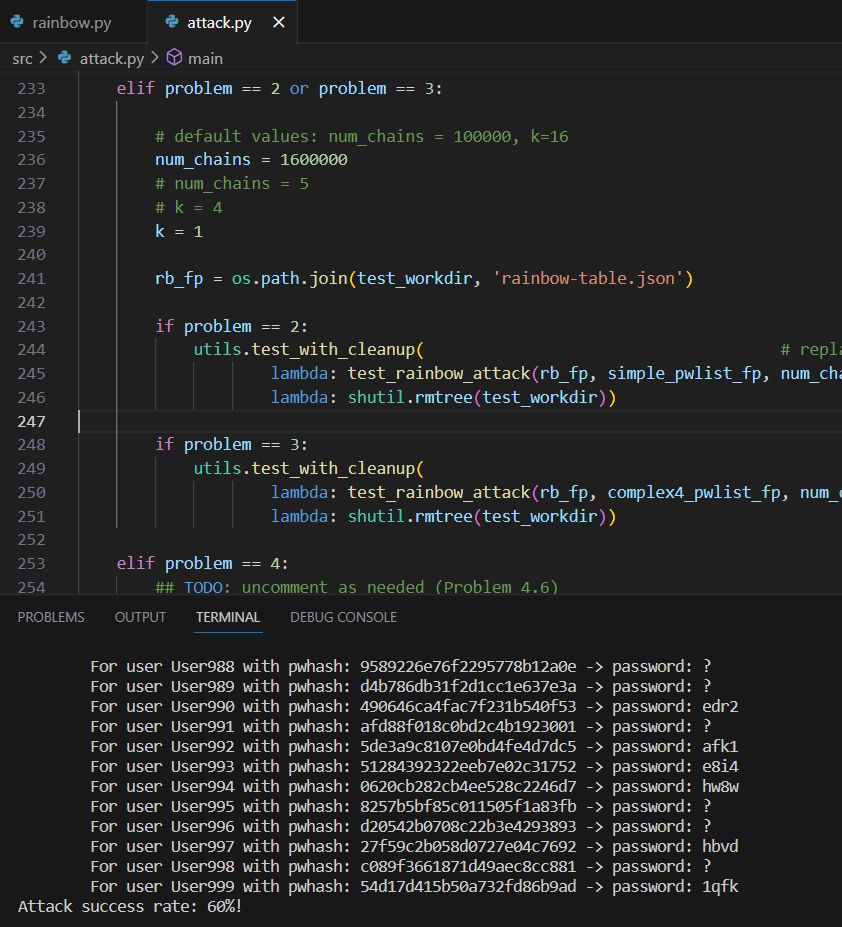 rainbow.py attack.py
src > attack.py > main
233 elif problem == 2 or problem == 3:
234
235 # default values: num_chains = 100000, k=16
236 num_chains = 1600000
237 # num_chains = 5
238 # k = 4
239 k = 1
240
241 rb_fp = os.path.join(test_workdir, 'rainbow-table.json')
242
243 if problem == 2:
244 utils.test_with_cleanup( # repla
245 lambda: test_rainbow_attack(rb_fp, simple_pwlist_fp, num_cha
246 lambda: shutil.rmtree(test_workdir))
247
248 if problem == 3:
249 utils.test_with_cleanup(
250 lambda: test_rainbow_attack(rb_fp, complex4_pwlist_fp, num_c
251 lambda: shutil.rmtree(test_workdir))
252
253 elif problem == 4:
254 ## TODO: uncomment as needed (Problem 4.6)
PROBLEMS OUTPUT TERMINAL DEBUG CONSOLE
For user User988 with pwhash: 9589226e76f2295778b12a0e -> password: ?
For user User989 with pwhash: d4b786db31f2d1cc1e637e3a -> password: ?
For user User990 with pwhash: 490646ca4fac7f231b540f53 -> password: edr2
For user User991 with pwhash: afd88f018c0bd2c4b1923001 -> password: ?
For user User992 with pwhash: 5de3a9c8107e0bd4fe4d7dc5 -> password: afk1
For user User993 with pwhash: 51284392322eeb7e02c31752 -> password: e8i4
For user User994 with pwhash: 0620cb282cb4ee528c2246d7 -> password: hw8w
For user User995 with pwhash: 8257b5bf85c011505f1a83fb -> password: ?
For user User996 with pwhash: d20542b0708c22b3e4293893 -> password: ?
For user User997 with pwhash: 27f59c2b058d0727e04c7692 -> password: hbvd
For user User998 with pwhash: c089f3661871d49aec8cc881 -> password: ?
For user User999 with pwhash: 54d17d415b50a732fd86b9ad -> password: 1qfk
Attack success rate: 60%!